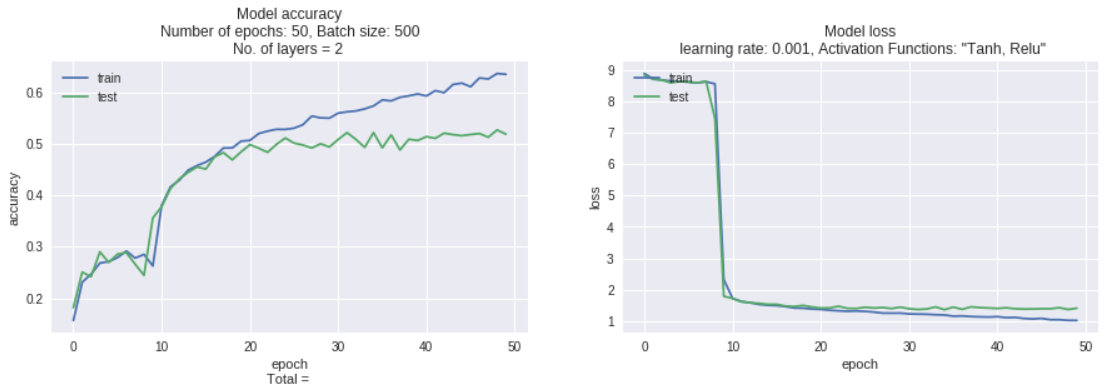 Model accuracy
Number of epochs: 50, Batch size: 500
No. of layers = 2
train
test
0.6
0.5
0.4
0.3
0.2
accuracy
0 10 20 30 40 50
epoch
Total =
Model loss
learning rate: 0.001, Activation Functions: "Tanh, Relu"
train
test
9
8
7
6
5
4
3
2
1
loss
0 10 20 30 40 50
epoch